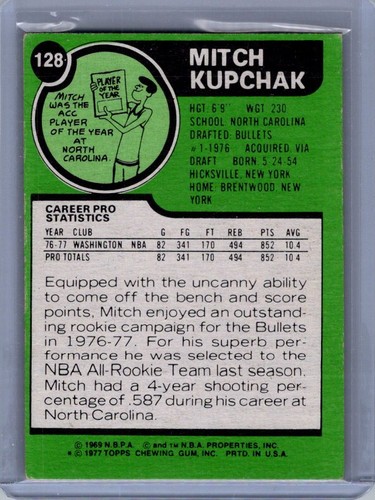 128
MITCH
KUPCHAK
PLAYER
OF THE
YEAR
MITCH
WAS THE
ACC
PLAYER OF
THE YEAR
AT
NORTH
CAROLINA.
HGT: 6'9" WGT: 230
SCHOOL: NORTH CAROLINA
DRAFTED: BULLETS
#1-1976 ACQUIRED: VIA
DRAFT BORN: 5-24-54
HICKSVILLE, NEW YORK
HOME: BRENTWOOD, NEW
YORK
CAREER PRO
STATISTICS
YEAR CLUB G FG FT REB PTS AVG
76-77 WASHINGTON NBA 82 341 170 494 852 10.4
PRO TOTALS 82 341 170 494 852 10.4
Equipped with the uncanny ability
to come off the bench and score
points, Mitch enjoyed an outstand-
ing rookie campaign for the Bullets
in 1976-77. For his superb per-
formance he was selected to the
NBA All-Rookie Team last season.
Mitch had a 4-year shooting per-
centage of .587 during his career at
North Carolina.
© 1969 N.B.P.A. © and TM N.B.A. PROPERTIES, INC.
* © 1977 TOPPS CHEWING GUM, INC. PRTD. IN U.S.A.